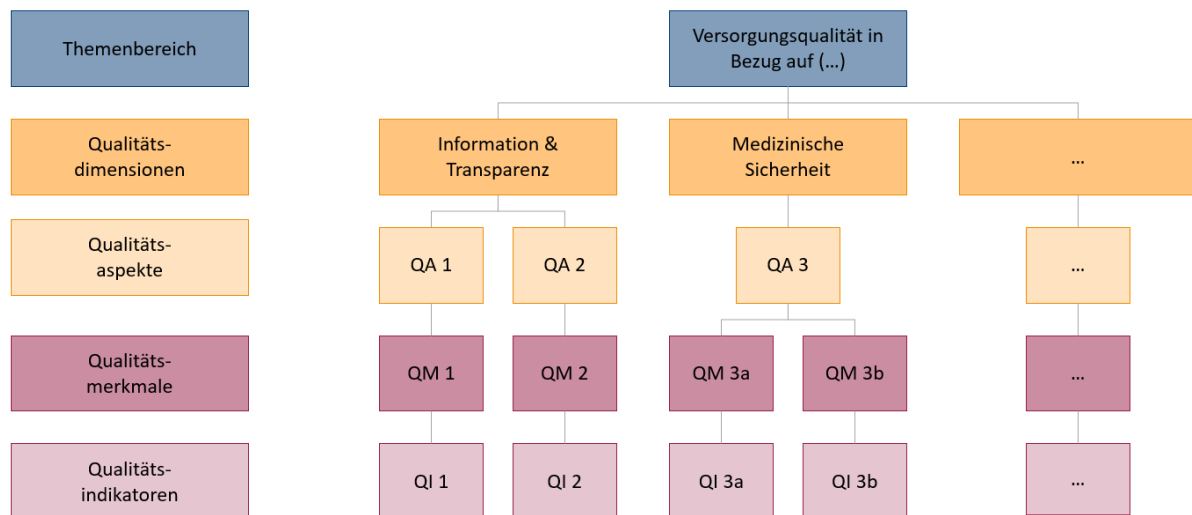 Themenbereich
Versorgungsqualität in
Bezug auf (...)
Qualitäts-
dimensionen
Information &
Transparenz
Medizinische
Sicherheit
...
Qualitäts-
aspekte
QA 1
QA 2
QA 3
...
Qualitäts-
merkmale
QM 1
QM 2
QM 3a
QM 3b
...
Qualitäts-
indikatoren
QI 1
QI 2
QI 3a
QI 3b
...